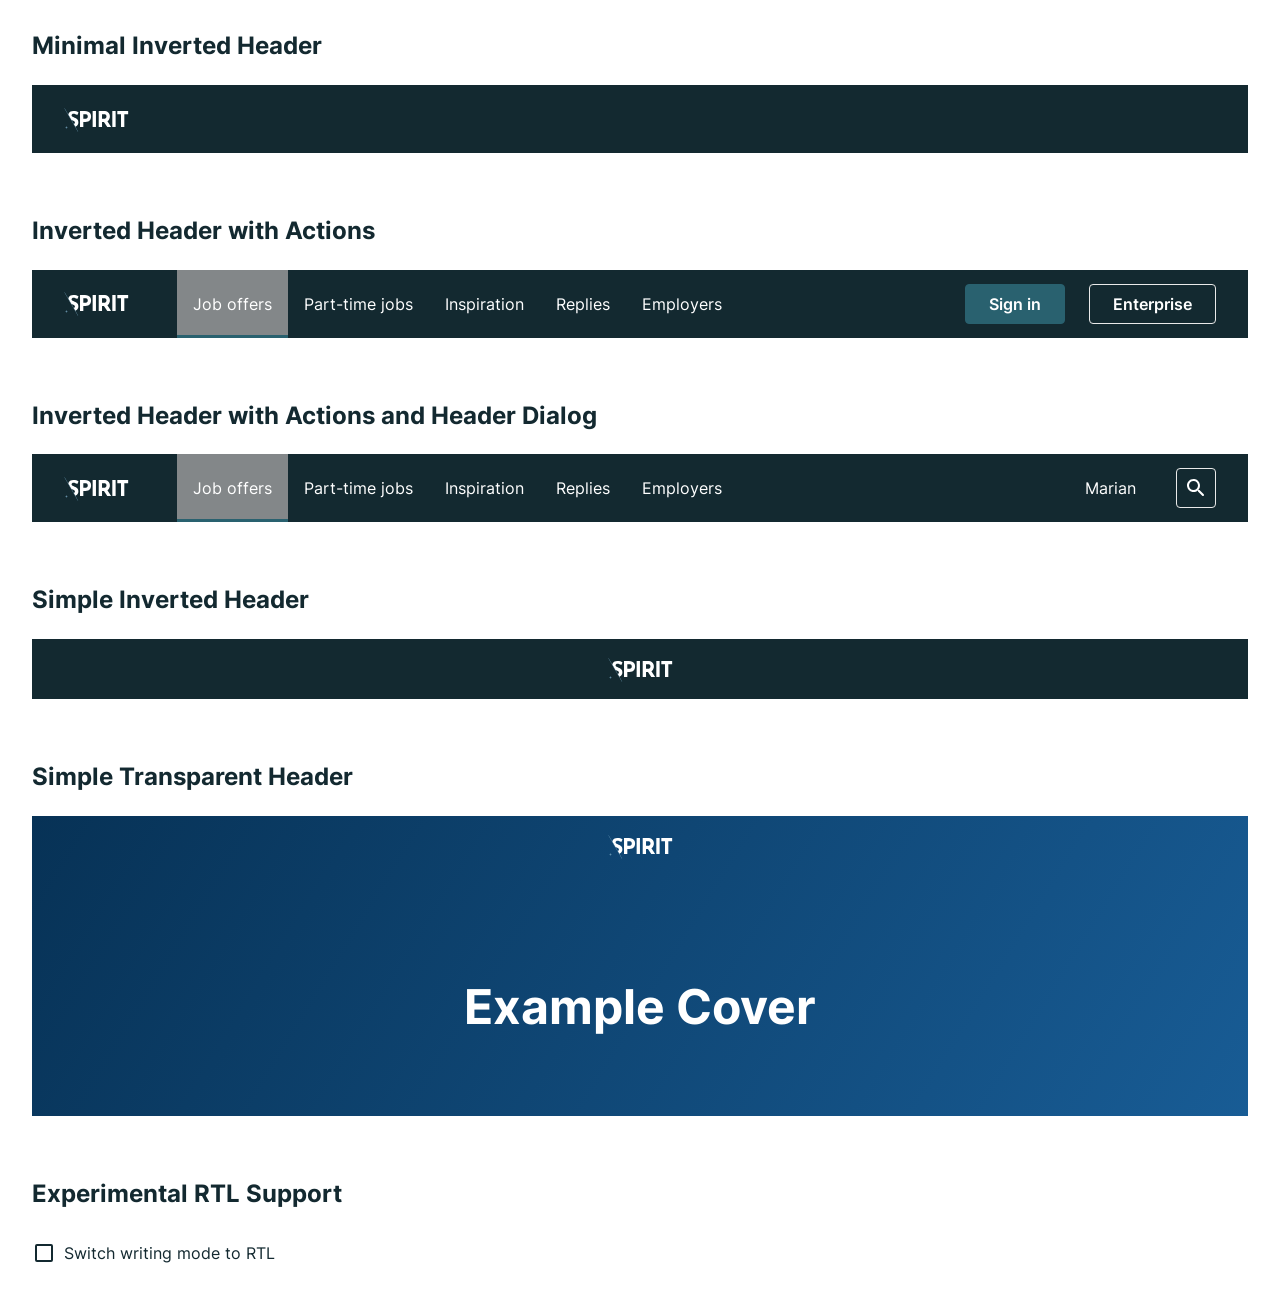 Minimal Inverted Header
SPIRIT
Inverted Header with Actions
SPIRIT Job offers Part-time jobs Inspiration Replies Employers Sign in Enterprise
Inverted Header with Actions and Header Dialog
SPIRIT Job offers Part-time jobs Inspiration Replies Employers Marian
Simple Inverted Header
SPIRIT
Simple Transparent Header
SPIRIT
Example Cover
Experimental RTL Support
Switch writing mode to RTL